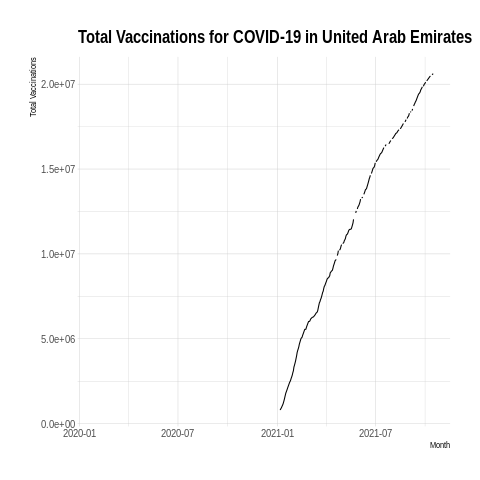 Total Vaccinations for COVID-19 in United Arab Emirates
Total Vaccinations
2.0e+07
1.5e+07
1.0e+07
5.0e+06
0.0e+00
2020-01 2020-07 2021-01 2021-07
Month